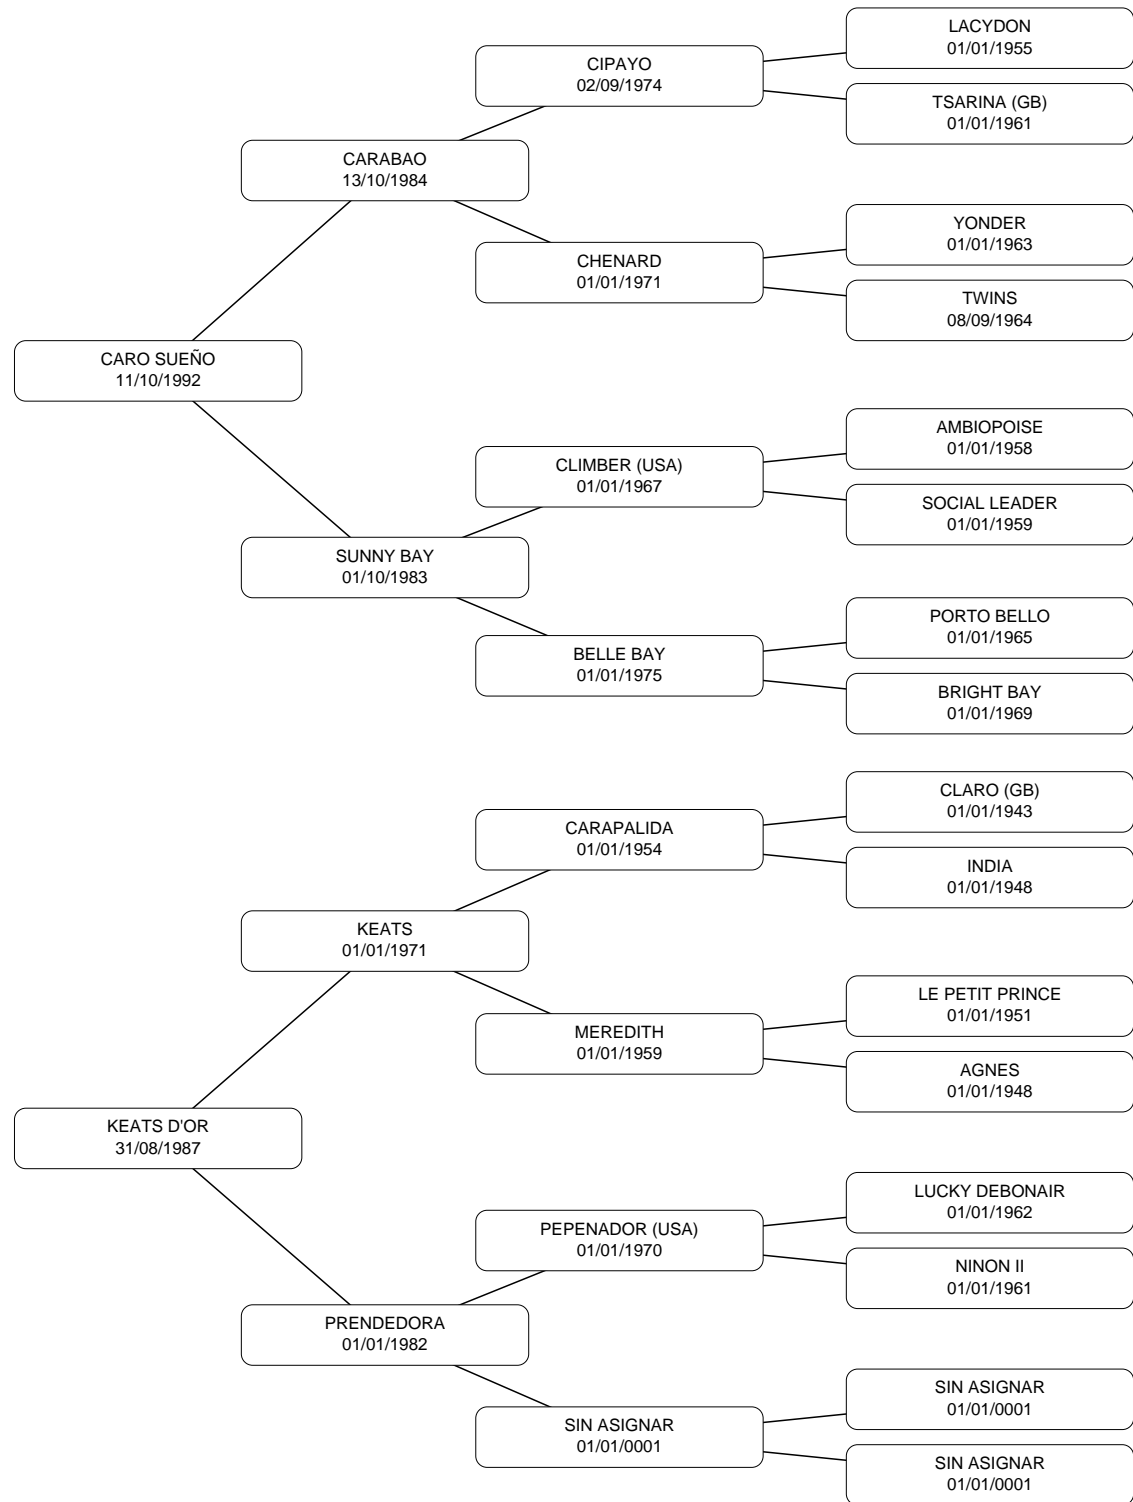 LACYDON
01/01/1955
CIPAYO
02/09/1974
TSARINA (GB)
01/01/1961
CARABAO
13/10/1984
YONDER
01/01/1963
CHENARD
01/01/1971
TWINS
08/09/1964
CARO SUEÑO
11/10/1992
AMBIOPOISE
01/01/1958
CLIMBER (USA)
01/01/1967
SOCIAL LEADER
01/01/1959
SUNNY BAY
01/10/1983
PORTO BELLO
01/01/1965
BELLE BAY
01/01/1975
BRIGHT BAY
01/01/1969
CLARO (GB)
01/01/1943
CARAPALIDA
01/01/1954
INDIA
01/01/1948
KEATS
01/01/1971
LE PETIT PRINCE
01/01/1951
MEREDITH
01/01/1959
AGNES
01/01/1948
KEATS D'OR
31/08/1987
LUCKY DEBONAIR
01/01/1962
PEPENADOR (USA)
01/01/1970
NINON II
01/01/1961
PRENDEDORA
01/01/1982
SIN ASIGNAR
01/01/0001
SIN ASIGNAR
01/01/0001
SIN ASIGNAR
01/01/0001